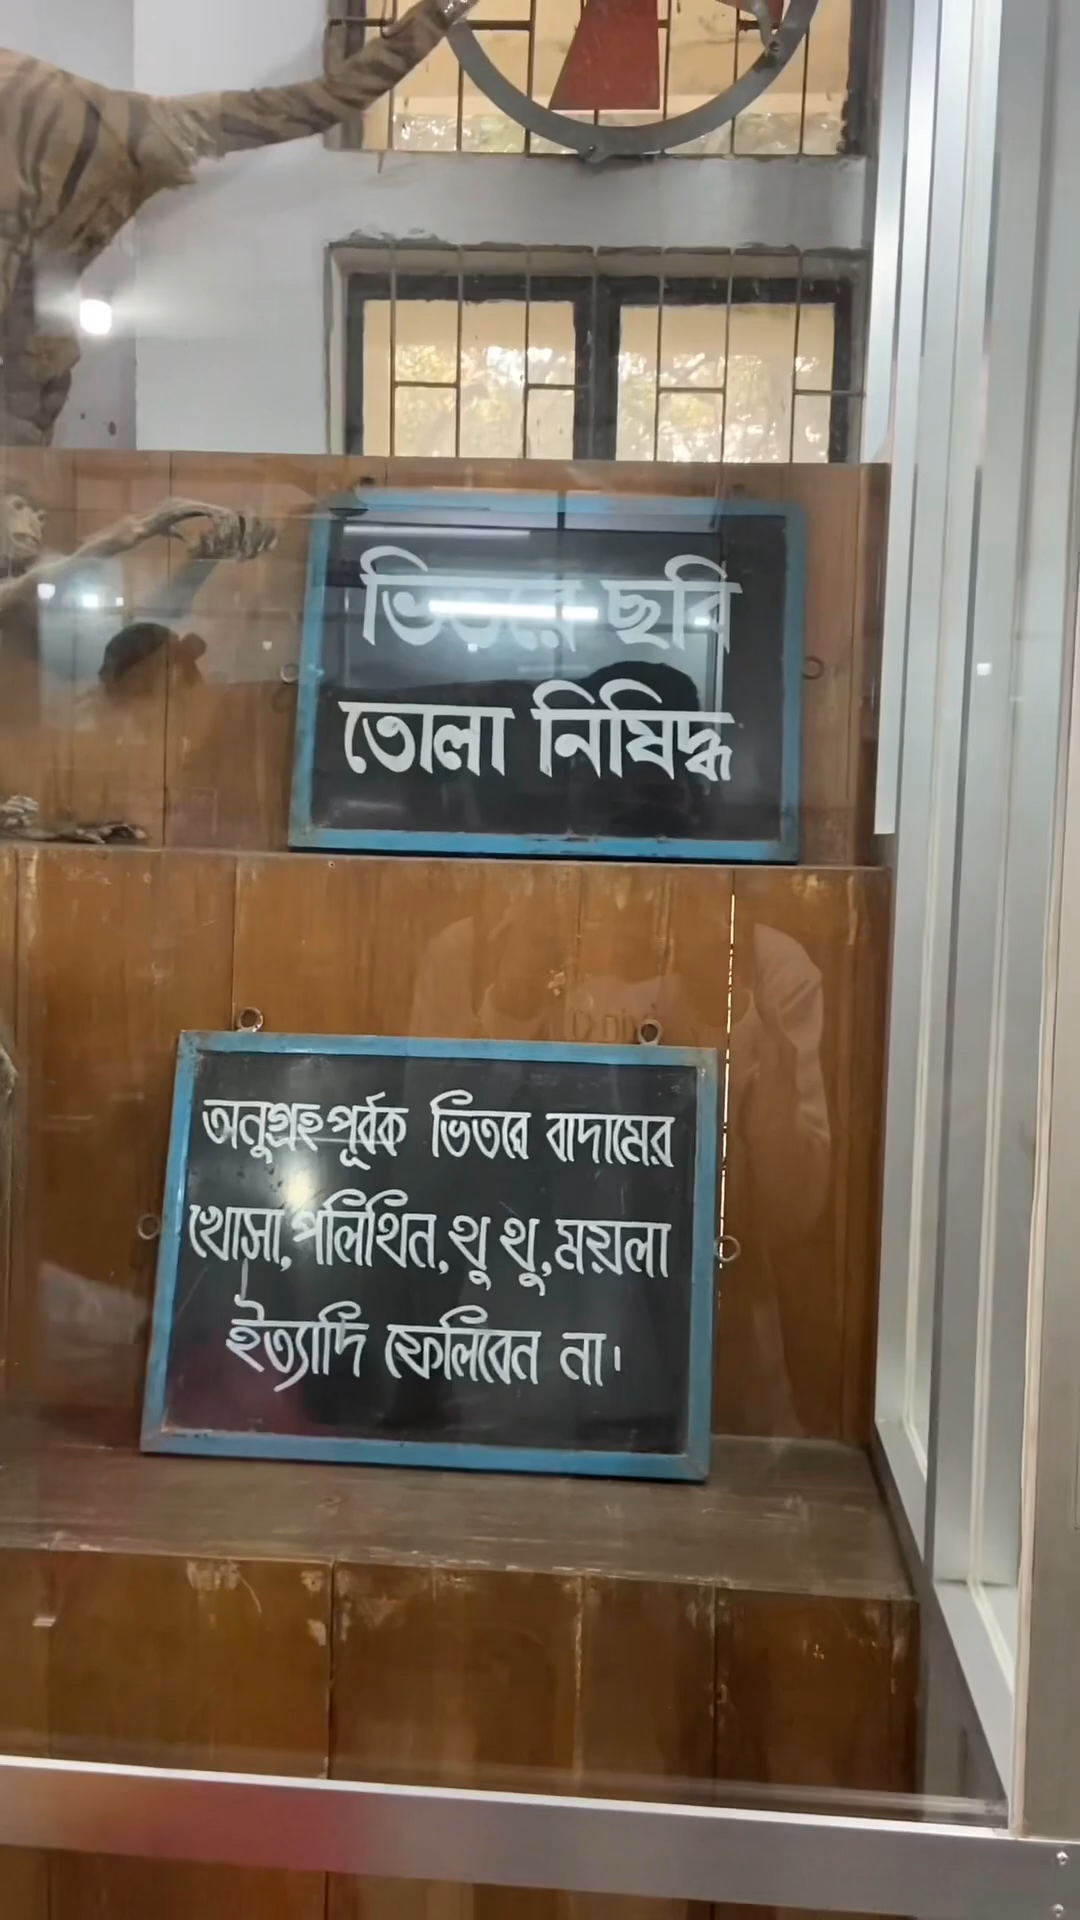 ভিতরে ছবি
তোলা নিষিদ্ধ
অনুগ্রহপূর্বক ভিতরে বাদামের
খোসা, পলিথিন, থু থু, ময়লা
ইত্যাদি ফেলিবেন না।